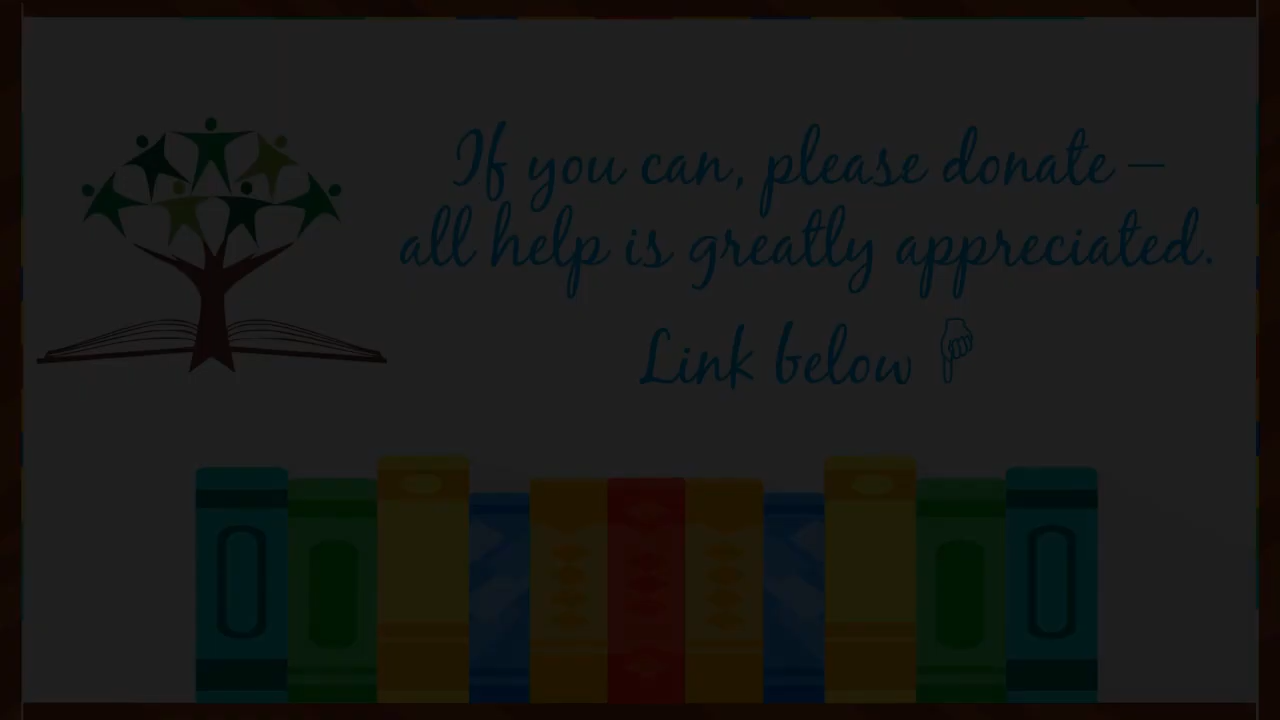 If you can, please donate –
all help is greatly appreciated.
Link below 👇